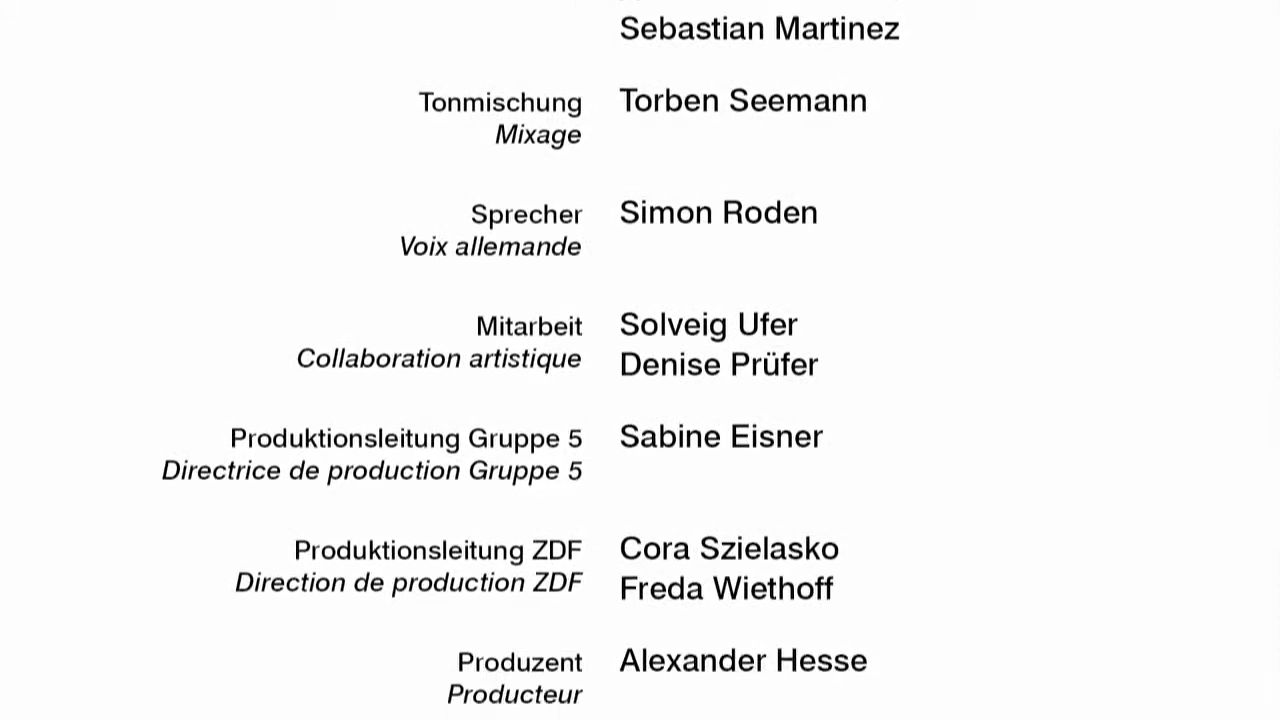 Sebastian Martinez
Tonmischung Torben Seemann
Mixage
Sprecher Simon Roden
Voix allemande
Mitarbeit Solveig Ufer
Collaboration artistique Denise Prüfer
Produktionsleitung Gruppe 5 Sabine Eisner
Directrice de production Gruppe 5
Produktionsleitung ZDF Cora Szielasko
Direction de production ZDF Freda Wiethoff
Produzent Alexander Hesse
Producteur